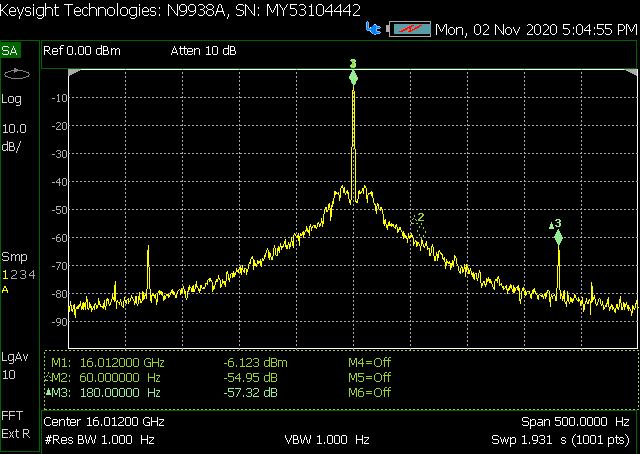 Keysight Technologies: N9938A, SN: MY53104442
Mon, 02 Nov 2020 5:04:55 PM
SA
Ref 0.00 dBm Atten 10 dB
3
Log
-10
10.0
-20
dB/
-30
-40
-50
2
3
-60
Smp
-70
1 2 3 4
A
-80
-90
LgAv
M1: 16.012000 GHz -6.123 dBm M4=Off
10
M2: 60.000000 Hz -54.95 dB M5=Off
M3: 180.00000 Hz -57.32 dB M6=Off
FFT
Center 16.01200 GHz Span 500.0000 Hz
Ext R
#Res BW 1.000 Hz VBW 1.000 Hz Swp 1.931 s (1001 pts)